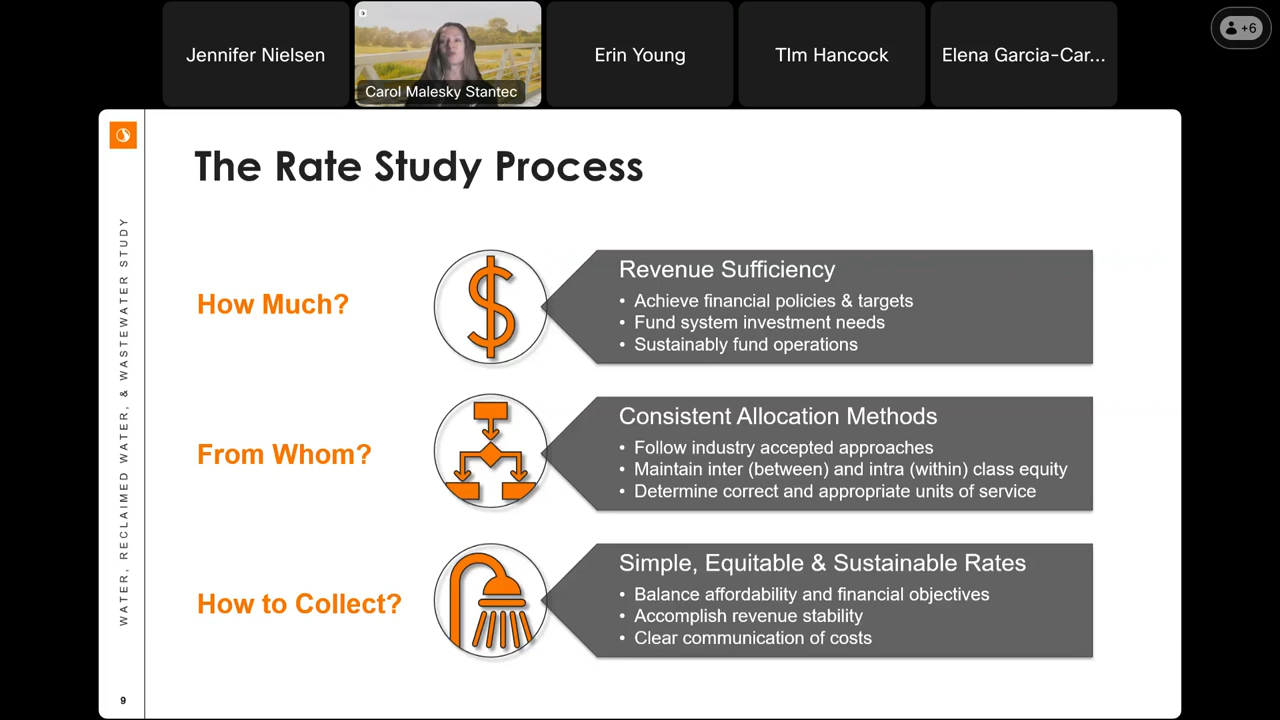 Jennifer Nielsen
Carol Malesky Stantec
Erin Young
TIm Hancock
Elena Garcia-Car...
+6
The Rate Study Process
WATER, RECLAIMED WATER, & WASTEWATER STUDY
How Much?
Revenue Sufficiency
• Achieve financial policies & targets
• Fund system investment needs
• Sustainably fund operations
From Whom?
Consistent Allocation Methods
• Follow industry accepted approaches
• Maintain inter (between) and intra (within) class equity
• Determine correct and appropriate units of service
How to Collect?
Simple, Equitable & Sustainable Rates
• Balance affordability and financial objectives
• Accomplish revenue stability
• Clear communication of costs
9